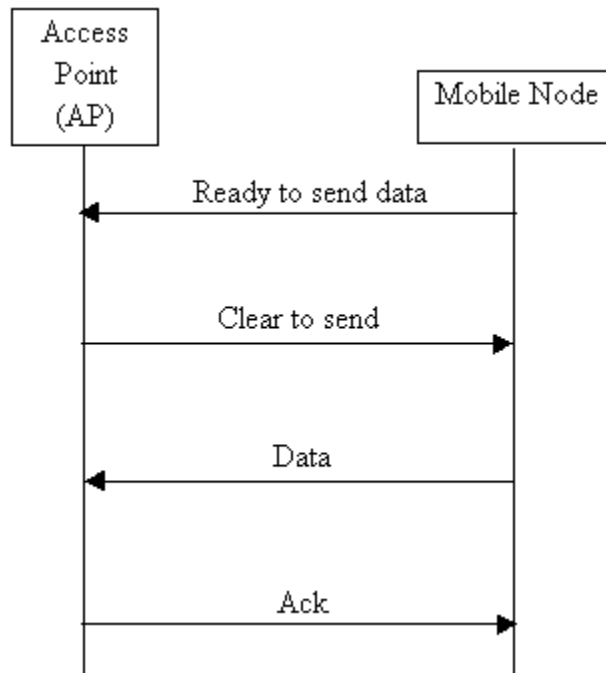 Access
Point
(AP)
Mobile Node
Ready to send data
Clear to send
Data
Ack